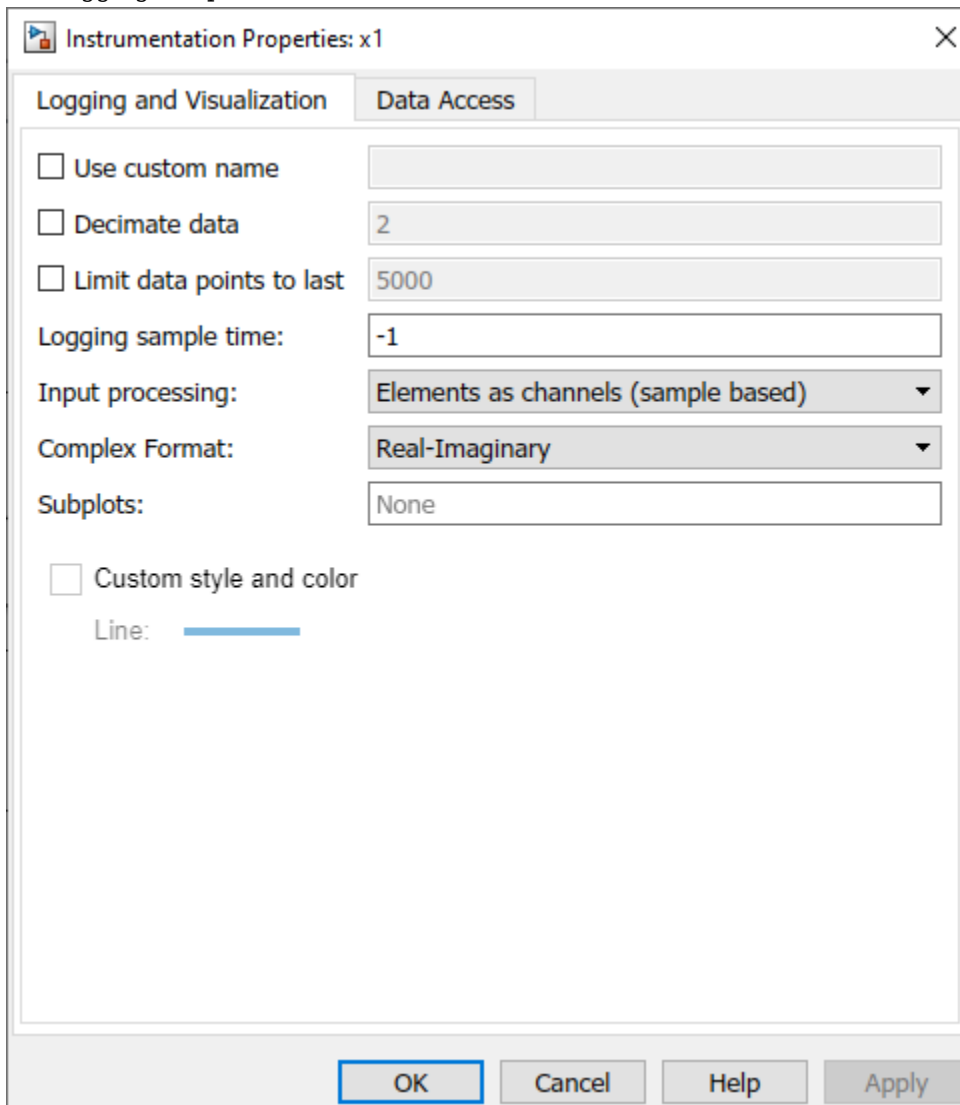 Instrumentation Properties: x1
Logging and Visualization Data Access
Use custom name
Decimate data 2
Limit data points to last 5000
Logging sample time: -1
Input processing: Elements as channels (sample based)
Complex Format: Real-Imaginary
Subplots: None
Custom style and color
Line:
OK Cancel Help Apply